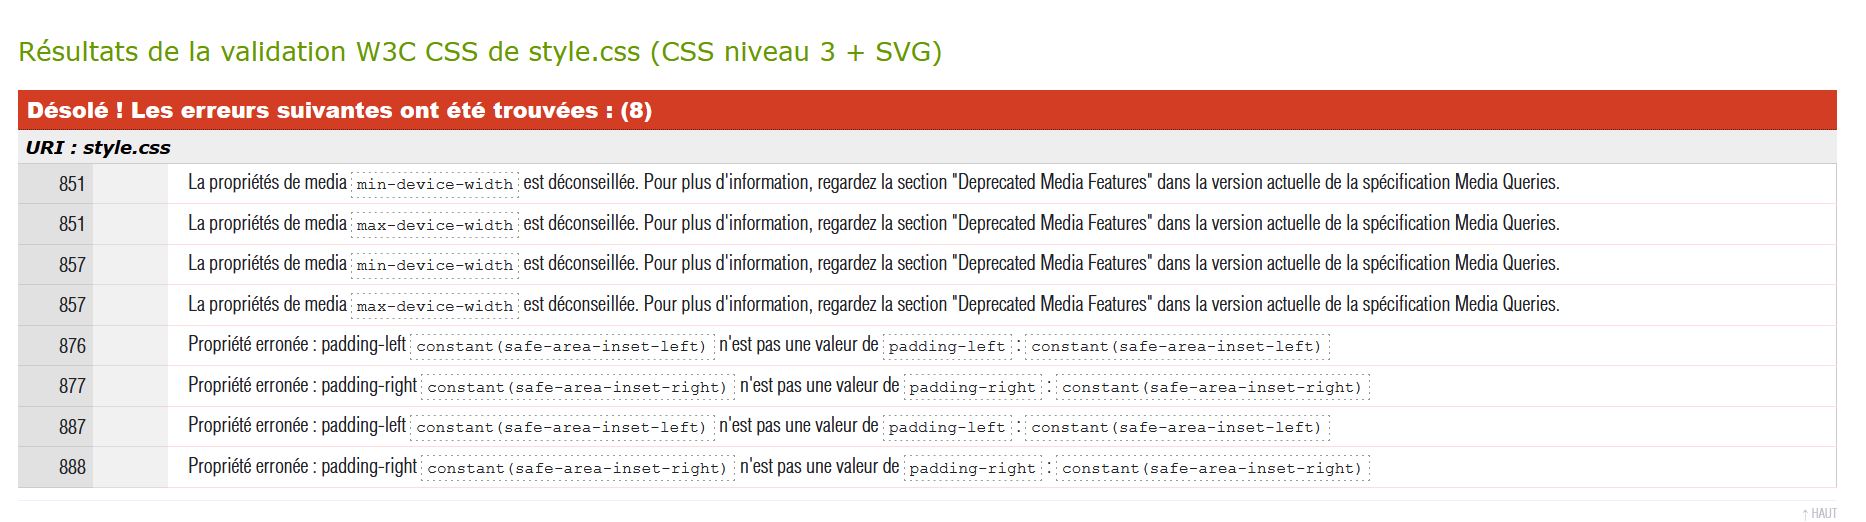 Résultats de la validation W3C CSS de style.css (CSS niveau 3 + SVG)
Désolé ! Les erreurs suivantes ont été trouvées : (8)
URI : style.css
851 La propriétés de media min-device-width est déconseillée. Pour plus d'information, regardez la section "Deprecated Media Features" dans la version actuelle de la spécification Media Queries.
851 La propriétés de media max-device-width est déconseillée. Pour plus d'information, regardez la section "Deprecated Media Features" dans la version actuelle de la spécification Media Queries.
857 La propriétés de media min-device-width est déconseillée. Pour plus d'information, regardez la section "Deprecated Media Features" dans la version actuelle de la spécification Media Queries.
857 La propriétés de media max-device-width est déconseillée. Pour plus d'information, regardez la section "Deprecated Media Features" dans la version actuelle de la spécification Media Queries.
876 Propriété erronée : padding-left constant(safe-area-inset-left) n'est pas une valeur de padding-left : constant(safe-area-inset-left)
877 Propriété erronée : padding-right constant(safe-area-inset-right) n'est pas une valeur de padding-right : constant(safe-area-inset-right)
887 Propriété erronée : padding-left constant(safe-area-inset-left) n'est pas une valeur de padding-left : constant(safe-area-inset-left)
888 Propriété erronée : padding-right constant(safe-area-inset-right) n'est pas une valeur de padding-right : constant(safe-area-inset-right)
↑ HAUT